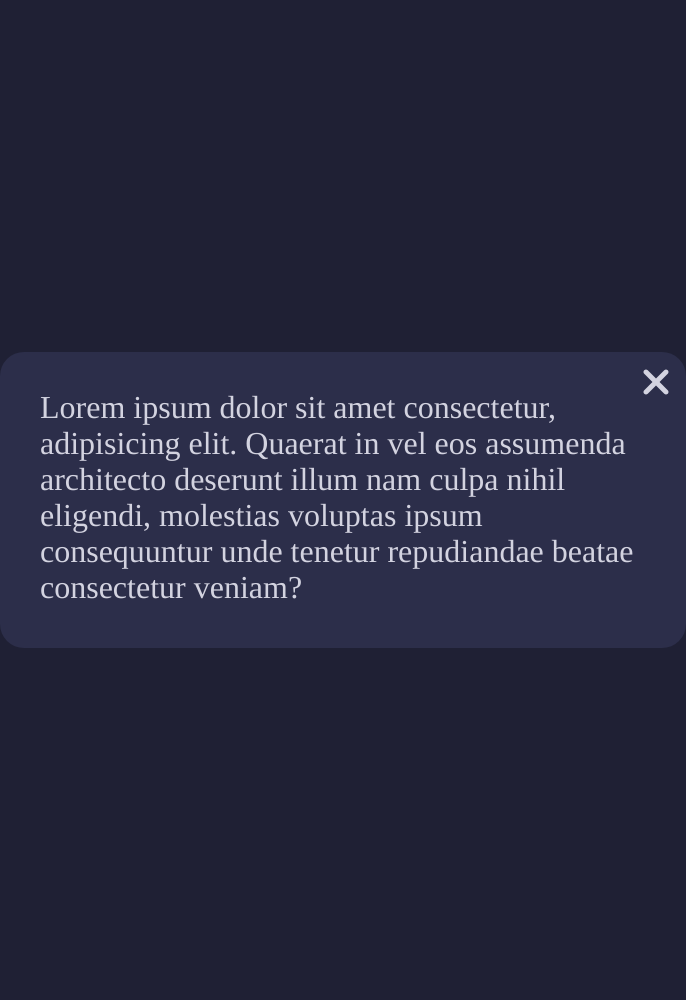 Lorem ipsum dolor sit amet consectetur,
adipisicing elit. Quaerat in vel eos assumenda
architecto deserunt illum nam culpa nihil
eligendi, molestias voluptas ipsum
consequuntur unde tenetur repudiandae beatae
consectetur veniam?